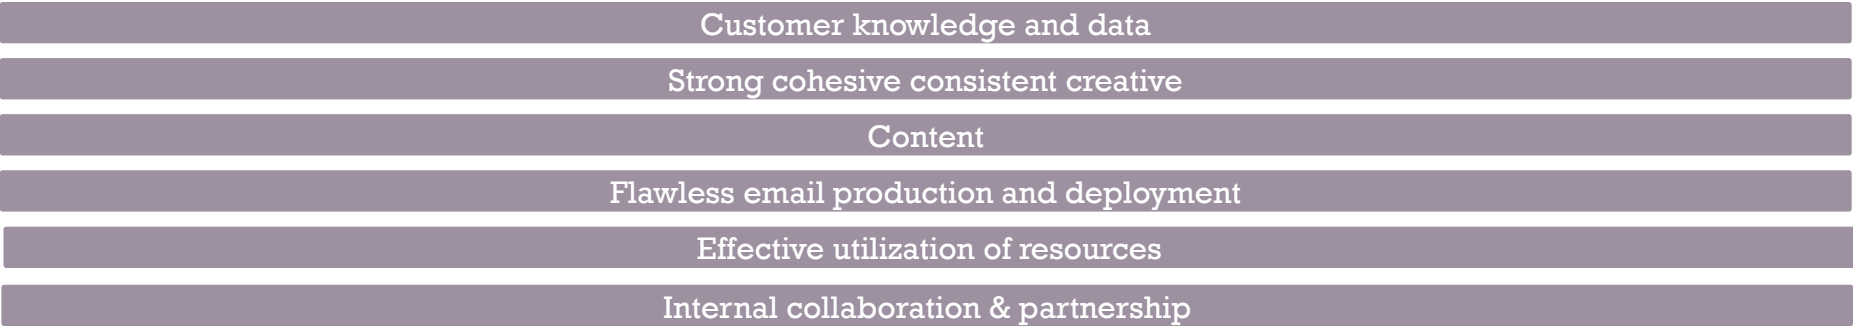 Customer knowledge and data
Strong cohesive consistent creative
Content
Flawless email production and deployment
Effective utilization of resources
Internal collaboration & partnership